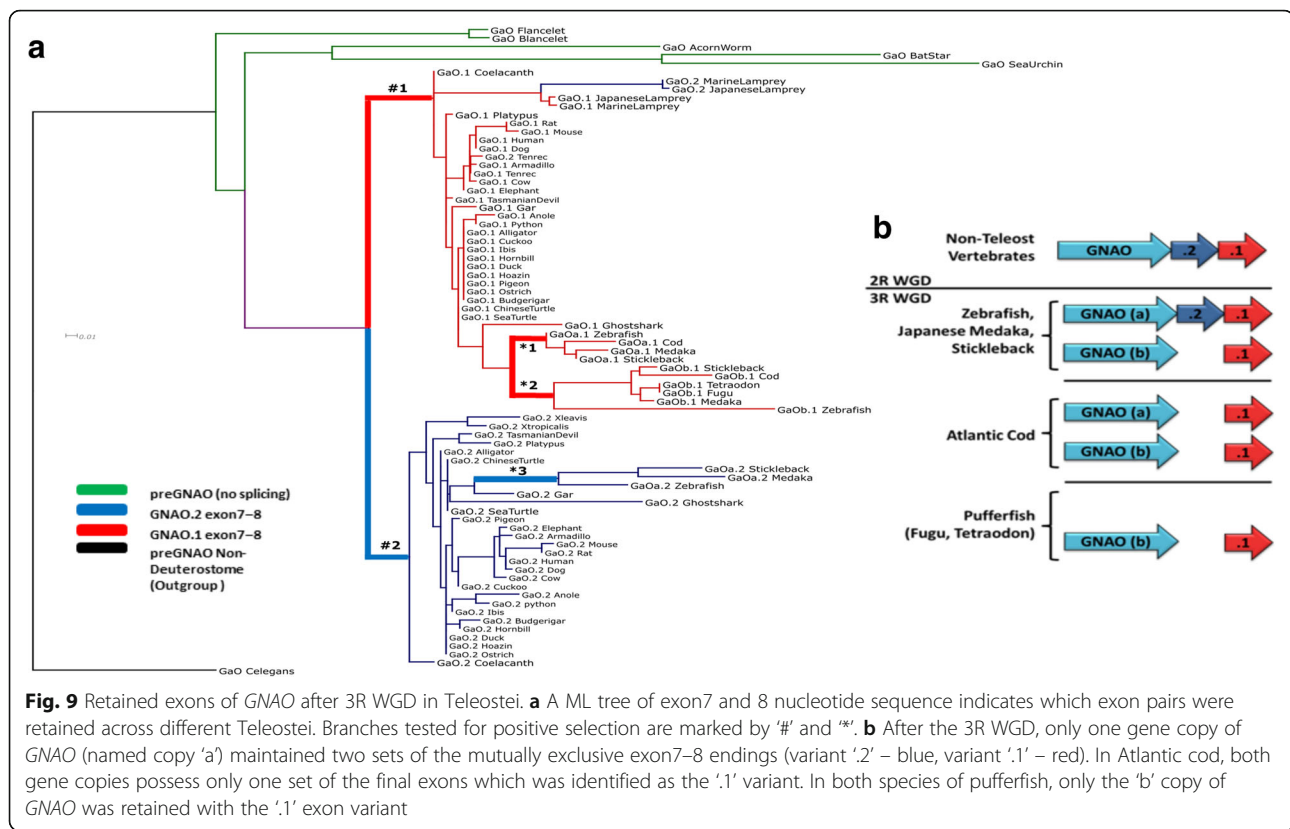 a
GaO Flancelet
GaO Blancelet
GaO AcornWorm
GaO BatStar
GaO SeaUrchin
GaO.1 Coelacanth
#1
GaO.2 MarineLamprey
GaO.2 JapaneseLamprey
GaO.1 JapaneseLamprey
GaO.1 MarineLamprey
GaO.1 Platypus
GaO.1 Rat
GaO.1 Mouse
GaO.1 Human
GaO.1 Dog
GaO.2 Tenrec
GaO.1 Armadillo
GaO.1 Tenrec
GaO.1 Cow
GaO.1 Elephant
GaO.1 TasmanianDevil
GaO.1 Gar
GaO.1 Anole
GaO.1 Python
GaO.1 Alligator
GaO.1 Cuckoo
GaO.1 Ibis
GaO.1 Hornbill
GaO.1 Duck
GaO.1 Hoazin
GaO.1 Pigeon
GaO.1 Ostrich
GaO.1 Budgerigar
GaO.1 ChineseTurtle
GaO.1 SeaTurtle
0.01
GaO.1 Ghostshark
GaOa.1 Zebrafish
GaOa.1 Cod
*1
GaOa.1 Medaka
GaOa.1 Stickleback
GaOb.1 Stickleback
GaOb.1 Cod
*2
GaOb.1 Tetraodon
GaOb.1 Fugu
GaOb.1 Medaka
GaOb.1 Zebrafish
GaO.2 Xleavis
GaO.2 Xtropicalis
GaO.2 TasmanianDevil
GaO.2 Platypus
GaO.2 Alligator
GaO.2 ChineseTurtle
*3
GaOa.2 Stickleback
GaOa.2 Medaka
GaOa.2 Zebrafish
GaO.2 Gar
GaO.2 Ghostshark
GaO.2 SeaTurtle
GaO.2 Pigeon
GaO.2 Elephant
GaO.2 Armadillo
#2
GaO.2 Mouse
GaO.2 Rat
GaO.2 Human
GaO.2 Dog
GaO.2 Cow
GaO.2 Cuckoo
GaO.2 Anole
GaO.2 python
GaO.2 Ibis
GaO.2 Budgerigar
GaO.2 Hornbill
GaO.2 Duck
GaO.2 Hoazin
GaO.2 Ostrich
GaO.2 Coelacanth
GaO Celegans
preGNAO (no splicing)
GNAO.2 exon7–8
GNAO.1 exon7–8
preGNAO Non-
Deuterostome
(Outgroup )
b
Non-Teleost
Vertebrates
GNAO .2 .1
2R WGD
3R WGD
Zebrafish,
Japanese Medaka,
Stickleback
GNAO (a) .2 .1
GNAO (b) .1
Atlantic Cod
GNAO (a) .1
GNAO (b) .1
Pufferfish
(Fugu, Tetraodon)
GNAO (b) .1
Fig. 9 Retained exons of GNAO after 3R WGD in Teleostei. a A ML tree of exon7 and 8 nucleotide sequence indicates which exon pairs were
retained across different Teleostei. Branches tested for positive selection are marked by ‘#’ and ‘*’. b After the 3R WGD, only one gene copy of
GNAO (named copy ‘a’) maintained two sets of the mutually exclusive exon7–8 endings (variant ‘.2’ – blue, variant ‘.1’ – red). In Atlantic cod, both
gene copies possess only one set of the final exons which was identified as the ‘.1’ variant. In both species of pufferfish, only the ‘b’ copy of
GNAO was retained with the ‘.1’ exon variant